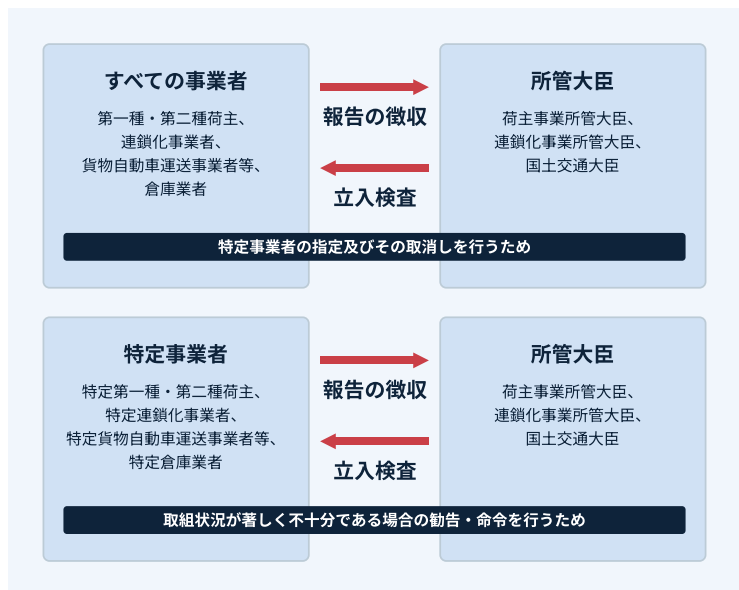 すべての事業者
第一種・第二種荷主、
連鎖化事業者、
貨物自動車運送事業者等、
倉庫業者
報告の徴収
立入検査
所管大臣
荷主事業所管大臣、
連鎖化事業所管大臣、
国土交通大臣
特定事業者の指定及びその取消しを行うため
特定事業者
特定第一種・第二種荷主、
特定連鎖化事業者、
特定貨物自動車運送事業者等、
特定倉庫業者
報告の徴収
立入検査
所管大臣
荷主事業所管大臣、
連鎖化事業所管大臣、
国土交通大臣
取組状況が著しく不十分である場合の勧告・命令を行うため